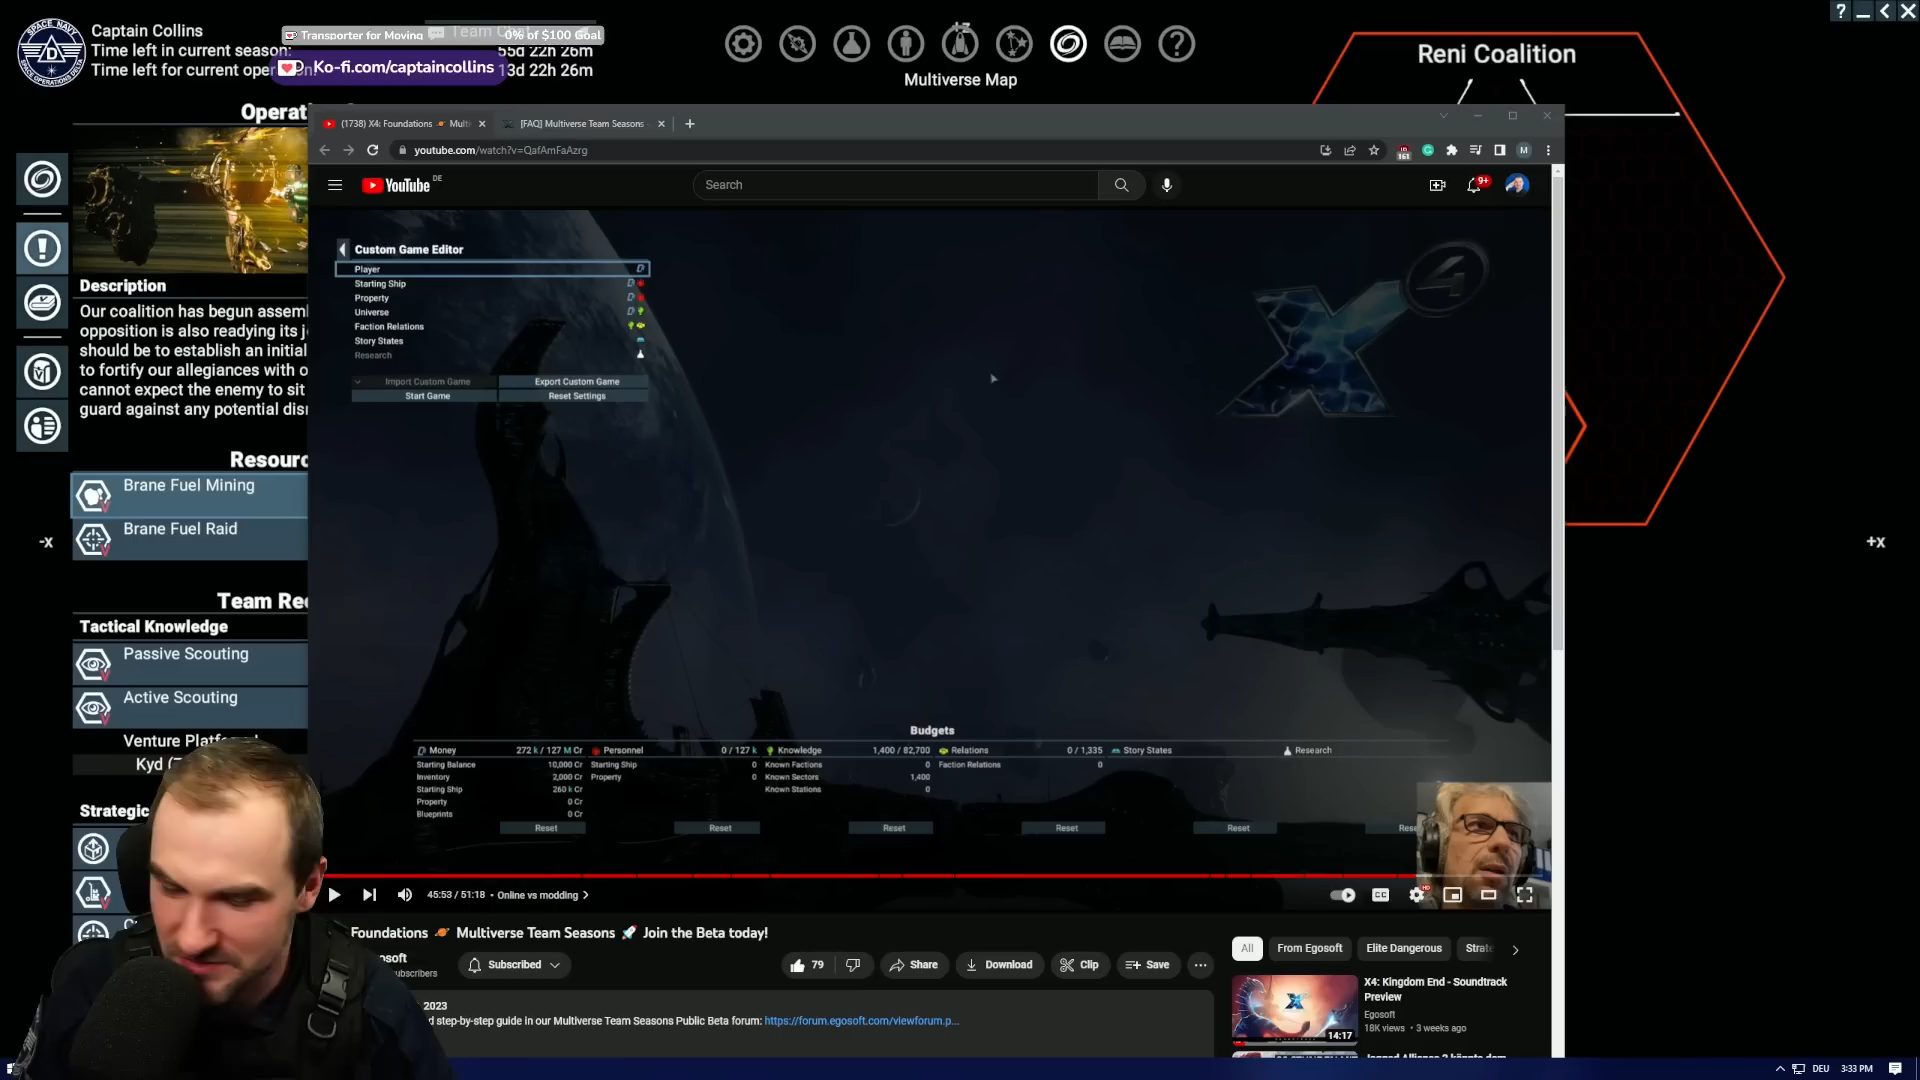 Captain Collins
Time left in current season:
55d 22h 26m
Time left for current
13d 22h 26m
Transporter for Moving
0% of $100 Goal
Ko-fi.com/captaincollins
Multiverse Map
Reni Coalition
Description
Our coalition has begun
opposition is also readying its
should be to establish an initial
to fortify our allegiances with
cannot expect the enemy to sit
guard against any potential
Brane Fuel Mining
Brane Fuel Raid
-x
+x
Team
Tactical Knowledge
Passive Scouting
Active Scouting
Venture
Kyd
Strategic
(1738) X4: Foundations
[FAQ] Multiverse Team Seasons
youtube.com/watch?v=QafAmFaAzrg
161
M
YouTube DE
Search
9+
Custom Game Editor
Player
Starting Ship
Property
Universe
Faction Relations
Story States
Research
Import Custom Game
Export Custom Game
Start Game
Reset Settings
X4
Budgets
Money 272 k / 127 M Cr
Starting Balance 10,000 Cr
Inventory 2,000 Cr
Starting Ship 260 k Cr
Property 0 Cr
Blueprints 0 Cr
Reset
Personnel 0 / 127 k
Starting Ship 0
Property 0
Reset
Knowledge 1,400 / 82,700
Known Factions 0
Known Sectors 1,400
Known Stations 0
Reset
Relations 0 / 1,335
Faction Relations 0
Reset
Story States
Reset
Research
45:53 / 51:18 • Online vs modding
CC
HD
Foundations 🪐 Multiverse Team Seasons 🚀 Join the Beta today!
Subscribed
79
Share
Download
Clip
Save
2023
step-by-step guide in our Multiverse Team Seasons Public Beta forum: https://forum.egosoft.com/viewforum.p...
All
From Egosoft
Elite Dangerous
X4: Kingdom End - Soundtrack
Preview
Egosoft
18K views • 3 weeks ago
14:17
DEU
3:33 PM